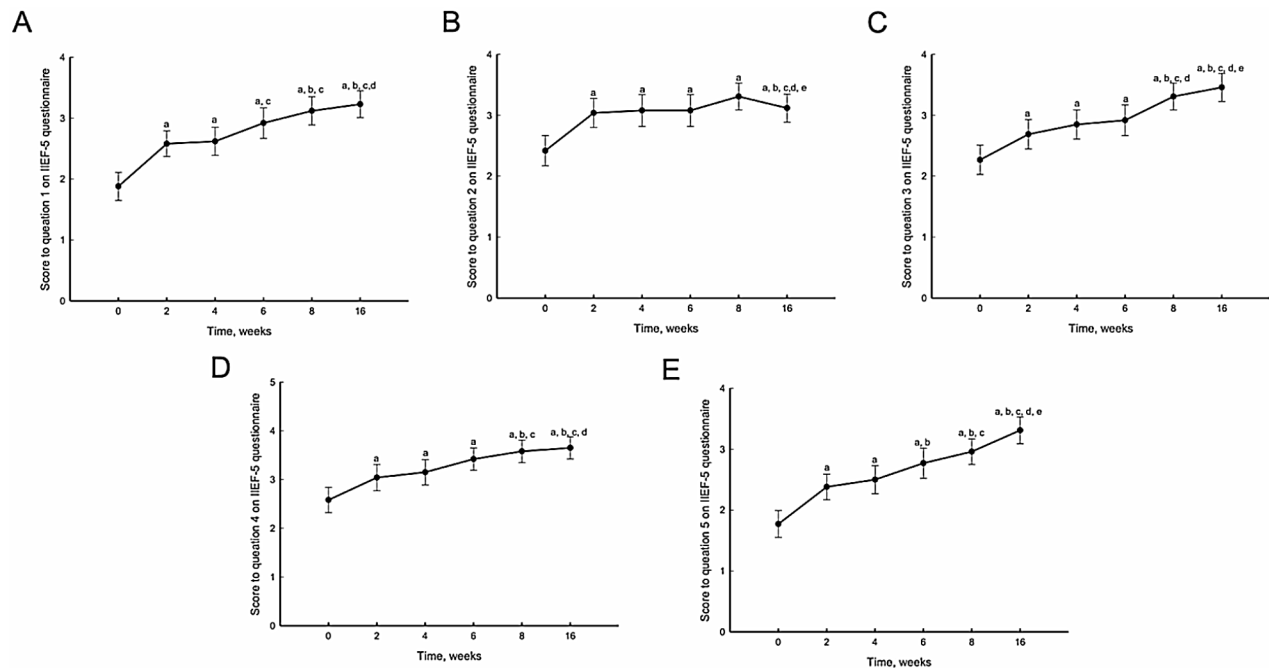 A
Score to queation 1 on IIEF-5 questionnaire
4
3
2
1
0
a
a
a, c
a, b, c
a, b, c,d
0 2 4 6 8 16
Time, weeks
B
Score to queation 2 on IIEF-5 questionnaire
4
3
2
1
0
a
a
a
a
a, b, c,d, e
0 2 4 6 8 16
Time, weeks
C
Score to queation 3 on IIEF-5 questionnaire
4
3
2
1
0
a
a
a
a, b, c, d
a, b, c, d, e
0 2 4 6 8 16
Time, weeks
D
Score to queation 4 on IIEF-5 questionnaire
5
4
3
2
1
0
a
a
a
a, b, c
a, b, c, d
0 2 4 6 8 16
Time, weeks
E
Score to queation 5 on IIEF-5 questionnaire
4
3
2
1
0
a
a
a, b
a, b, c
a, b, c, d, e
0 2 4 6 8 16
Time, weeks